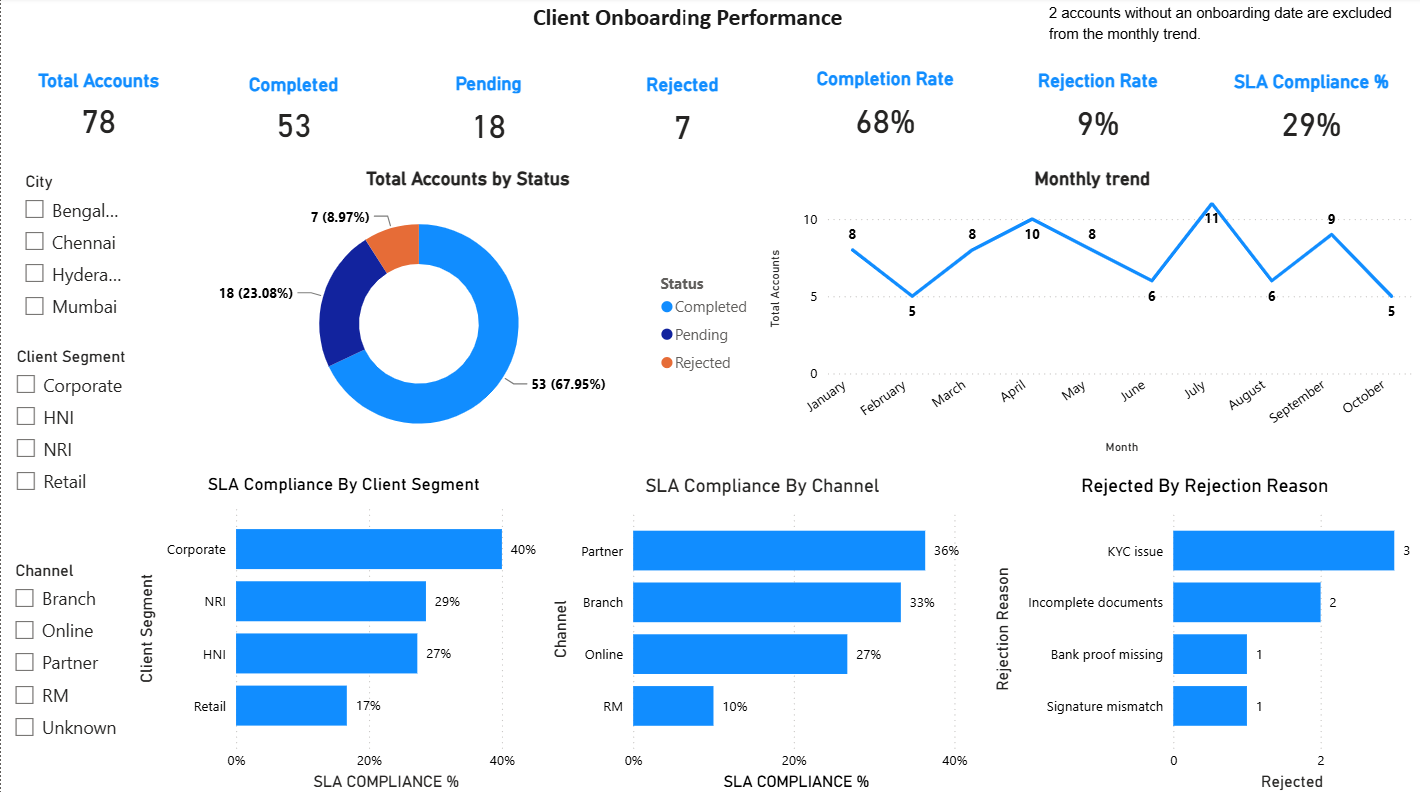 Client Onboarding Performance
2 accounts without an onboarding date are excluded
from the monthly trend.
Total Accounts
78
Completed
53
Pending
18
Rejected
7
Completion Rate
68%
Rejection Rate
9%
SLA Compliance %
29%
City
Bengal...
Chennai
Hydera...
Mumbai
Client Segment
Corporate
HNI
NRI
Retail
Channel
Branch
Online
Partner
RM
Unknown
Total Accounts by Status
7 (8.97%)
18 (23.08%)
53 (67.95%)
Status
Completed
Pending
Rejected
Monthly trend
Total Accounts
10
5
0
8
5
8
10
8
6
11
6
9
5
January
February
March
April
May
June
July
August
September
October
Month
SLA Compliance By Client Segment
Client Segment
Corporate
40%
NRI
29%
HNI
27%
Retail
17%
0%
20%
40%
SLA COMPLIANCE %
SLA Compliance By Channel
Channel
Partner
36%
Branch
33%
Online
27%
RM
10%
0%
20%
40%
SLA COMPLIANCE %
Rejected By Rejection Reason
Rejection Reason
KYC issue
3
Incomplete documents
2
Bank proof missing
1
Signature mismatch
1
0
2
Rejected